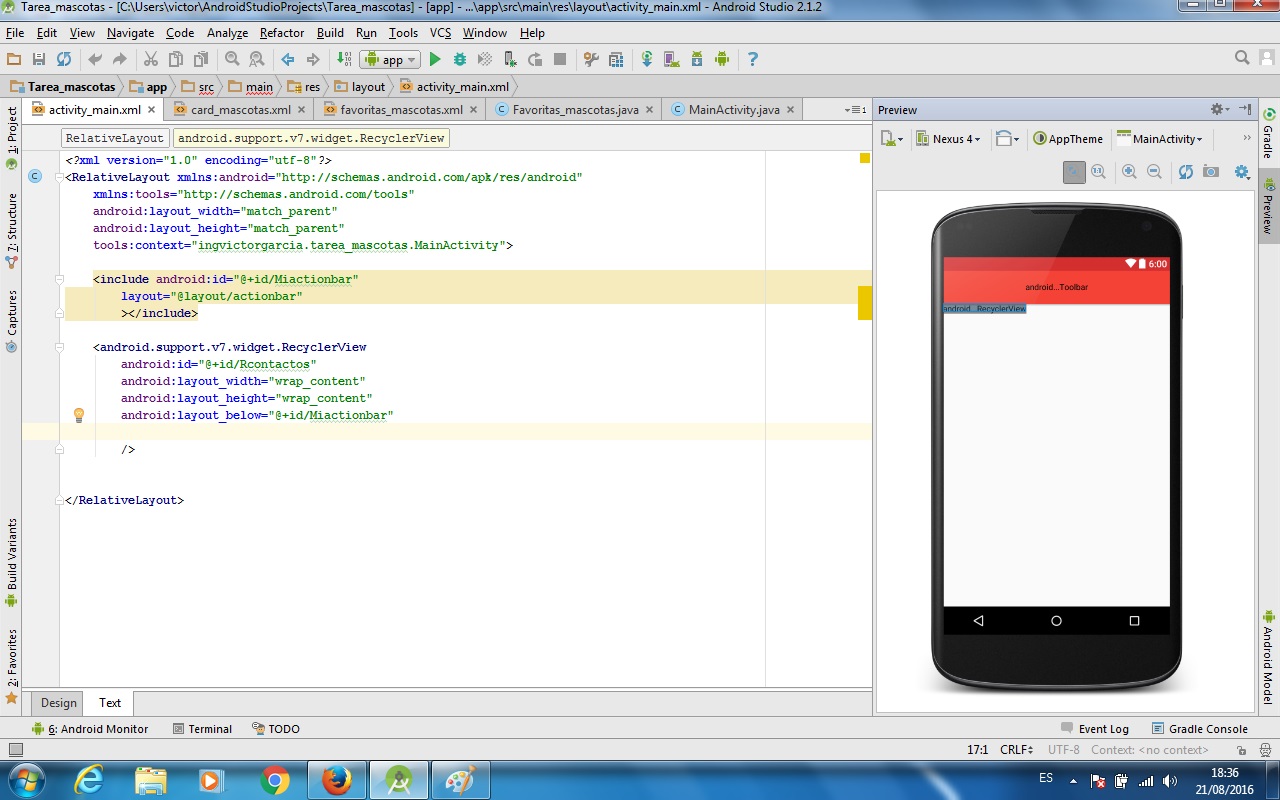 Tarea_mascotas - [C:\Users\victor\AndroidStudioProjects\Tarea_mascotas] - [app] - ...\app\src\main\res\layout\activity_main.xml - Android Studio 2.1.2
File Edit View Navigate Code Analyze Refactor Build Run Tools VCS Window Help
app
Tarea_mascotas app src main res layout activity_main.xml
activity_main.xml card_mascotas.xml favoritas_mascotas.xml Favoritas_mascotas.java MainActivity.java
1
Preview
RelativeLayout android.support.v7.widget.RecyclerView
Nexus 4 AppTheme MainActivity
<?xml version="1.0" encoding="utf-8"?>
<RelativeLayout xmlns:android="http://schemas.android.com/apk/res/android"
xmlns:tools="http://schemas.android.com/tools"
android:layout_width="match_parent"
android:layout_height="match_parent"
tools:context="ingvictorgarcia.tarea_mascotas.MainActivity">
<include android:id="@+id/Miactionbar"
layout="@layout/actionbar"
></include>
<android.support.v7.widget.RecyclerView
android:id="@+id/Rcontactos"
android:layout_width="wrap_content"
android:layout_height="wrap_content"
android:layout_below="@+id/Miactionbar"
/>
</RelativeLayout>
6:00
android...Toolbar
android...RecyclerView
1: Project
7: Structure
Captures
Build Variants
2: Favorites
Gradle
Preview
Android Model
Design Text
6: Android Monitor Terminal TODO Event Log Gradle Console
17:1 CRLF UTF-8 Context: <no context>
ES
18:36
21/08/2016